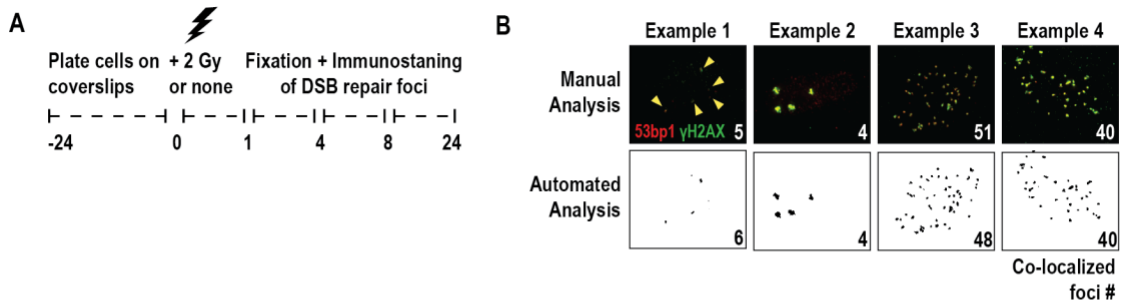 A
Plate cells on
coverslips
+ 2 Gy
or none
Fixation + Immunostaning
of DSB repair foci
-24
0
1
4
8
24
B
Example 1
Example 2
Example 3
Example 4
Manual
Analysis
53bp1 γH2AX
5
4
51
40
Automated
Analysis
6
4
48
40
Co-localized
foci #